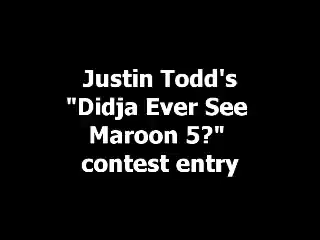 Justin Todd's
"Didja Ever See
Maroon 5?"
contest entry